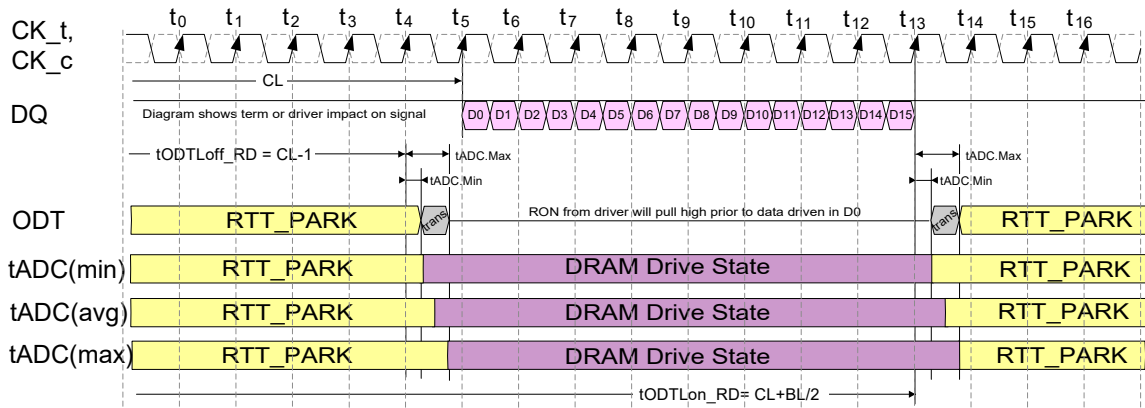 t0 t1 t2 t3 t4 t5 t6 t7 t8 t9 t10 t11 t12 t13 t14 t15 t16
CK_t,
CK_c
CL
DQ
Diagram shows term or driver impact on signal
D0 D1 D2 D3 D4 D5 D6 D7 D8 D9 D10 D11 D12 D13 D14 D15
tODTLoff_RD = CL-1
tADC.Max
tADC.Max
tADC.Min
tADC.Min
ODT
RTT_PARK
trans
RON from driver will pull high prior to data driven in D0
trans
RTT_PARK
tADC(min)
RTT_PARK
DRAM Drive State
RTT_PARK
tADC(avg)
RTT_PARK
DRAM Drive State
RTT_PARK
tADC(max)
RTT_PARK
DRAM Drive State
RTT_PARK
tODTLon_RD= CL+BL/2